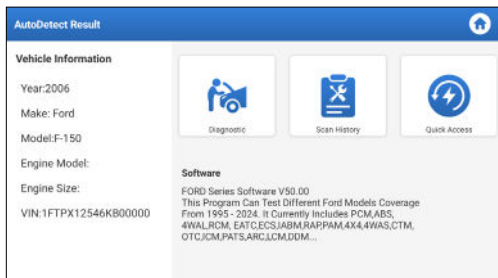 AutoDetect Result
Vehicle Information
Year:2006
Make: Ford
Model:F-150
Engine Model:
Engine Size:
VIN:1FTPX12546KB00000
Diagnostic
Scan History
Quick Access
Software
FORD Series Software V50.00
This Program Can Test Different Ford Models Coverage
From 1995 - 2024. It Currently Includes PCM,ABS,
4WAL,RCM, EATC,ECS,IABM,RAP,PAM,4X4,4WAS,CTM,
OTC,ICM,PATS,ARC,LCM,DDM...